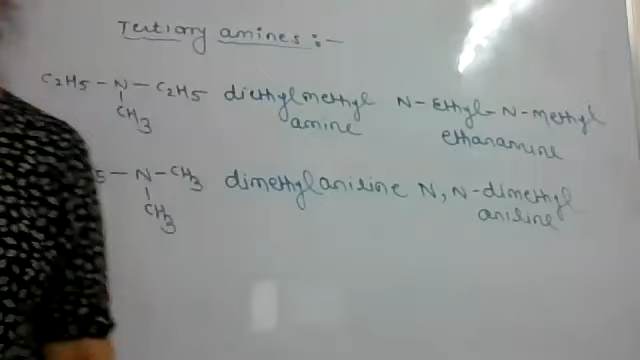 Tertiary amines :-
C2H5 - N - C2H5 diethylmethyl N-Ethyl-N-methyl
CH3 amine ethanamine
5 - N - CH3 dimethylaniline N, N-dimethyl
CH3 aniline